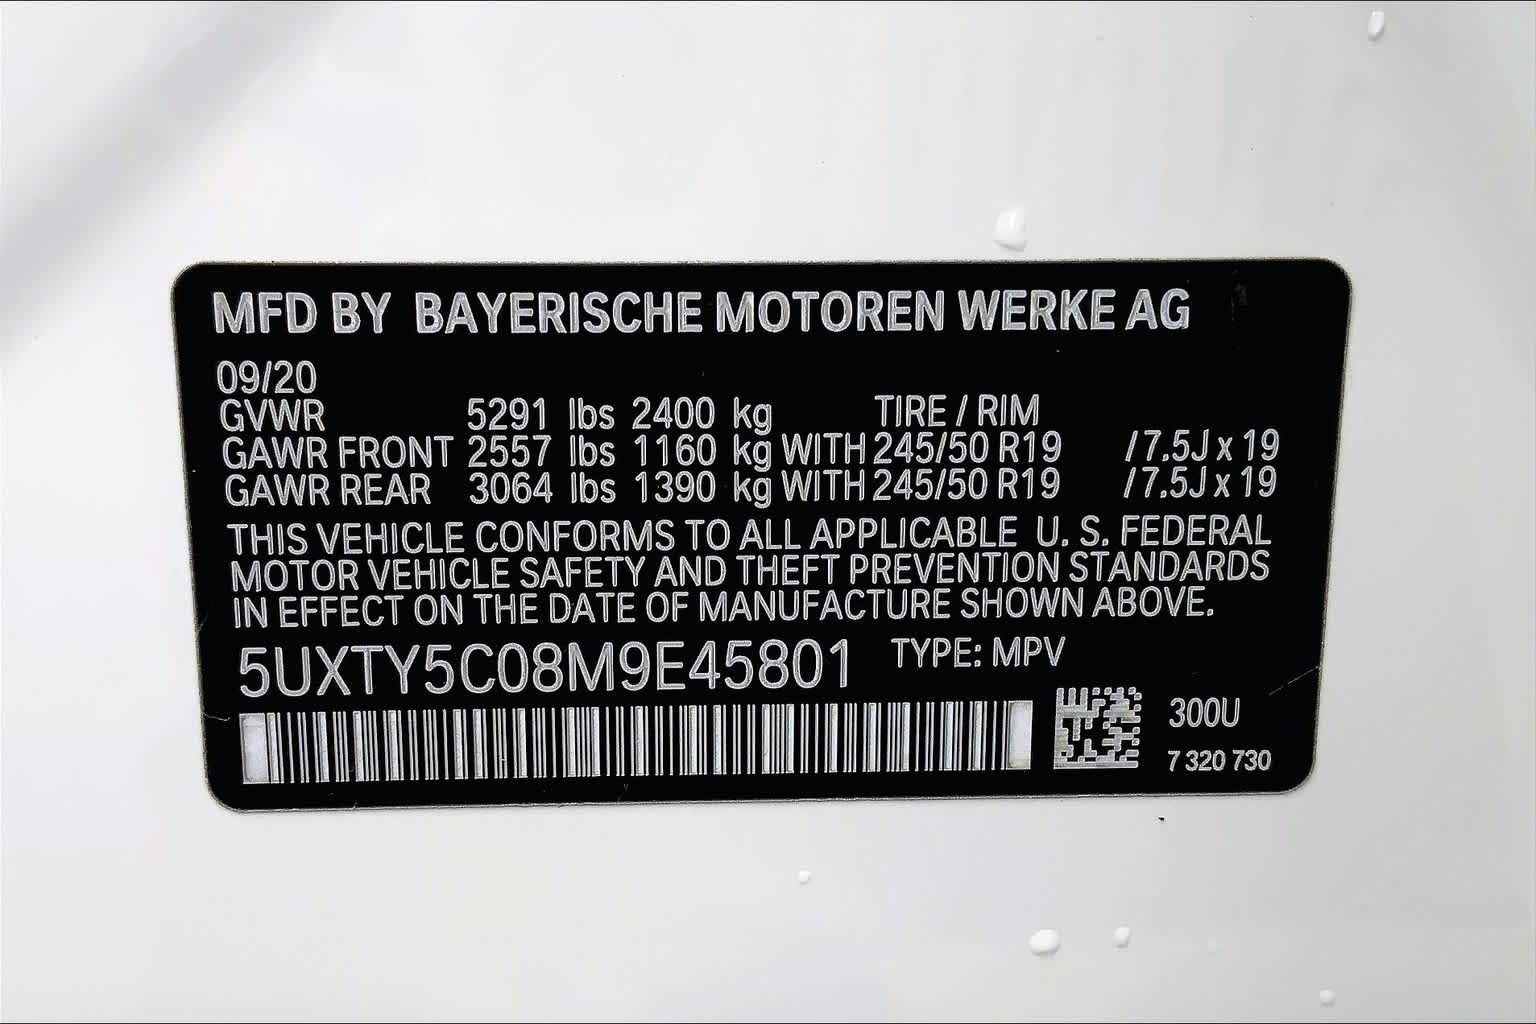 MFD BY BAYERISCHE MOTOREN WERKE AG
09/20
GVWR 5291 lbs 2400 kg TIRE / RIM
GAWR FRONT 2557 lbs 1160 kg WITH 245/50 R19 /7.5J x 19
GAWR REAR 3064 lbs 1390 kg WITH 245/50 R19 /7.5J x 19
THIS VEHICLE CONFORMS TO ALL APPLICABLE U. S. FEDERAL
MOTOR VEHICLE SAFETY AND THEFT PREVENTION STANDARDS
IN EFFECT ON THE DATE OF MANUFACTURE SHOWN ABOVE.
5UXTY5C08M9E45801 TYPE: MPV
300U
7 320 730